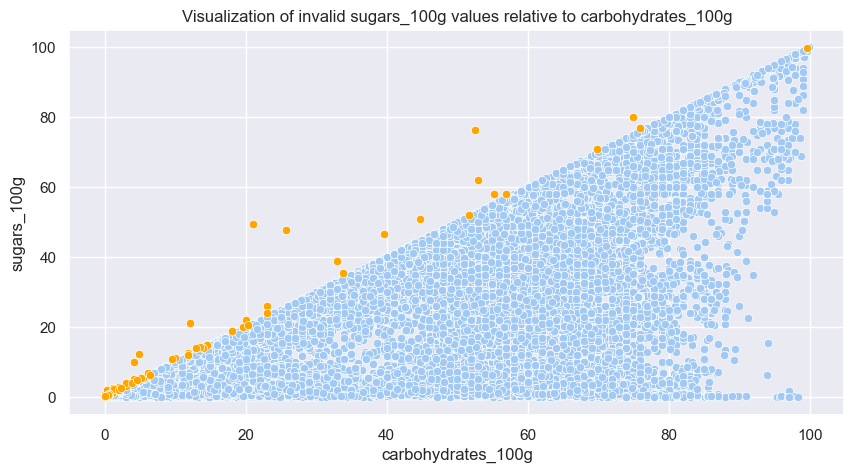 Visualization of invalid sugars_100g values relative to carbohydrates_100g
100
80
60
40
20
0
sugars_100g
0 20 40 60 80 100
carbohydrates_100g